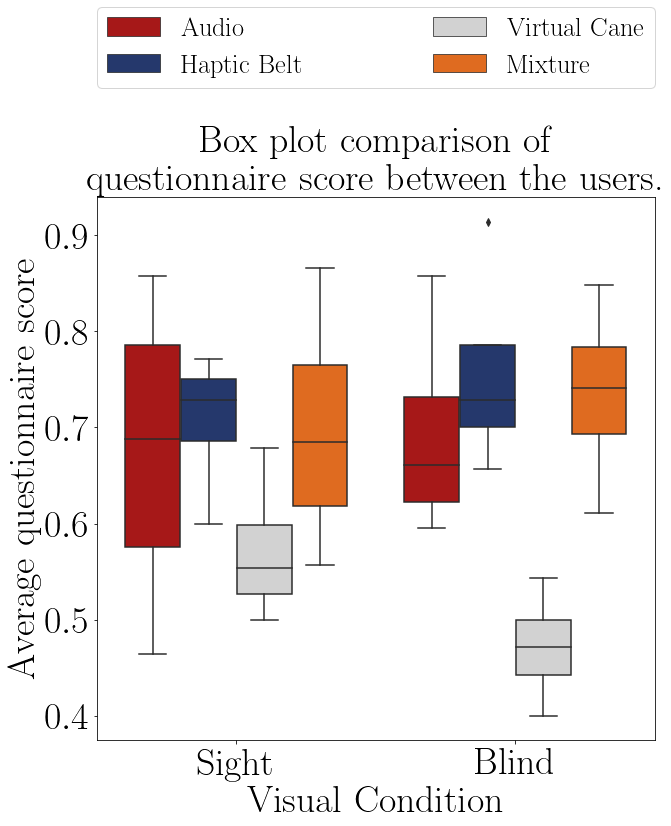 Audio
Haptic Belt
Virtual Cane
Mixture
Box plot comparison of
questionnaire score between the users.
Average questionnaire score
0.9
0.8
0.7
0.6
0.5
0.4
Sight
Blind
Visual Condition